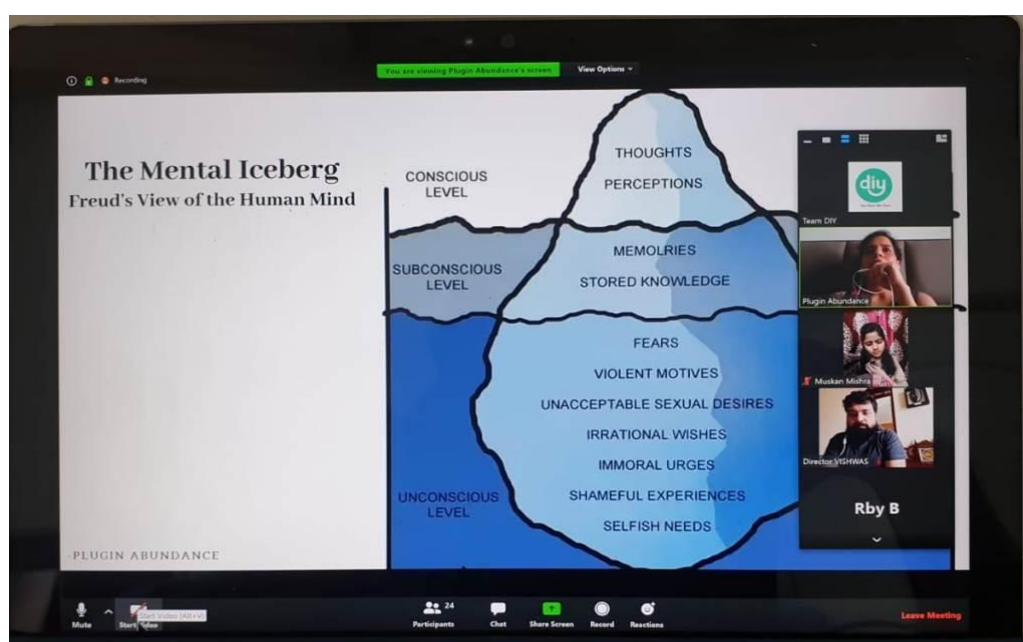 Recording
You are viewing Plugin Abundance's screen
View Options
The Mental Iceberg
Freud's View of the Human Mind
CONSCIOUS
LEVEL
THOUGHTS
PERCEPTIONS
SUBCONSCIOUS
LEVEL
MEMOLRIES
STORED KNOWLEDGE
UNCONSCIOUS
LEVEL
FEARS
VIOLENT MOTIVES
UNACCEPTABLE SEXUAL DESIRES
IRRATIONAL WISHES
IMMORAL URGES
SHAMEFUL EXPERIENCES
SELFISH NEEDS
-PLUGIN ABUNDANCE
diy
Team DIY
Plugin Abundance
Muskan Mishra
Director VISHWAS
Rby B
Mute
Start Video
Start Video (Alt+V)
24
Participants
Chat
Share Screen
Record
Reactions
Leave Meeting